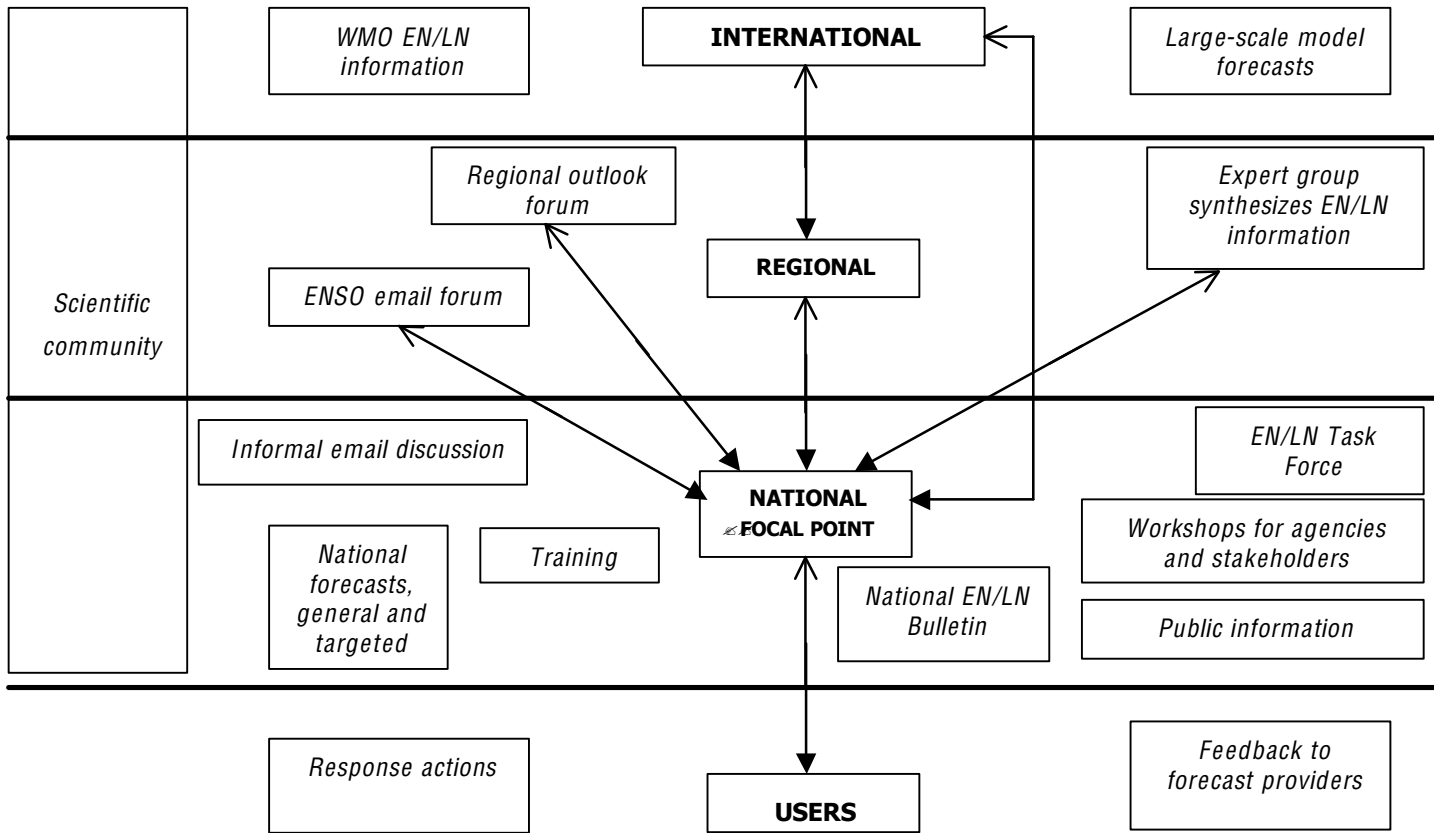 WMO EN/LN
information
INTERNATIONAL
Large-scale model
forecasts
Regional outlook
forum
Expert group
synthesizes EN/LN
information
REGIONAL
ENSO email forum
Scientific
community
Informal email discussion
EN/LN Task
Force
NATIONAL
FOCAL POINT
Workshops for agencies
and stakeholders
National
forecasts,
general and
targeted
Training
National EN/LN
Bulletin
Public information
Response actions
USERS
Feedback to
forecast providers